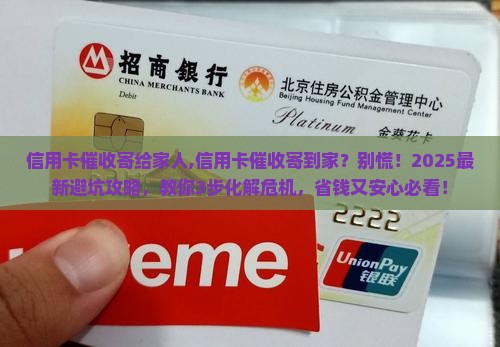 招商银行
CHINA MERCHANTS BANK
Debit
北京住房公积金管理中心
Beijing Housing Fund Management Center
Platinum
金葵花卡
信用卡催收寄给家人,信用卡催收寄到家？别慌！2025最
新避坑攻略，教你3步化解危机，省钱又安心必看！
2222
UnionPay
银联
reme